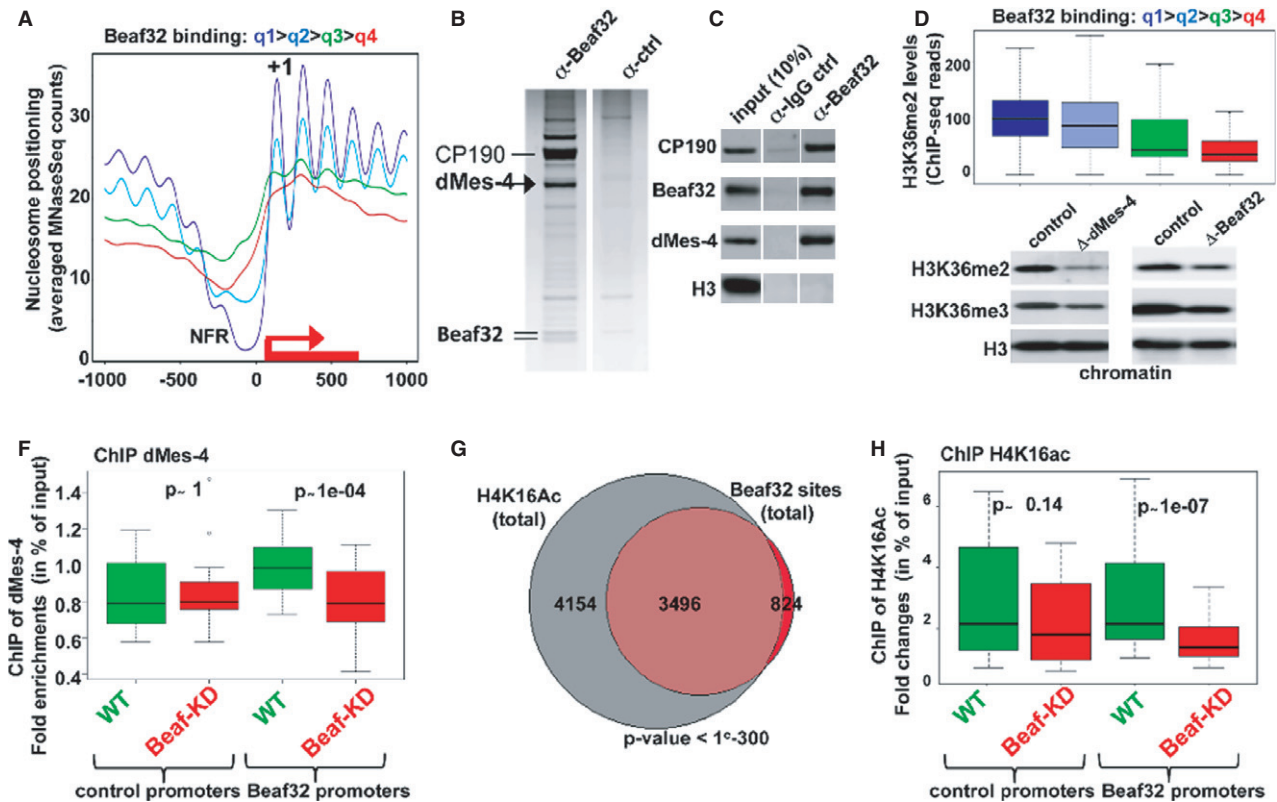 A
Beaf32 binding: q1>q2>q3>q4
+1
Nucleosome positioning
(averaged MNaseSeq counts)
30
20
10
0
NFR
-1000
-500
0
500
1000
B
α-Beaf32
α-ctrl
CP190
dMes-4
Beaf32
C
input (10%)
α-IgG ctrl
α-Beaf32
CP190
Beaf32
dMes-4
H3
D
Beaf32 binding: q1>q2>q3>q4
H3K36me2 levels
(ChIP-seq reads)
200
100
0
control
Δ-dMes-4
control
Δ-Beaf32
H3K36me2
H3K36me3
H3
chromatin
F
ChIP dMes-4
p~ 1
p~1e-04
ChIP of dMes-4
Fold enrichments (in % of input)
1.4
1.2
1.0
0.8
0.6
0.4
WT
Beaf-KD
WT
Beaf-KD
control promoters
Beaf32 promoters
G
H4K16Ac
(total)
Beaf32 sites
(total)
4154
3496
824
p-value < 1°-300
H
ChIP H4K16ac
p~ 0.14
p~1e-07
ChIP of H4K16Ac
Fold changes (in % of input)
6
4
2
0
WT
Beaf-KD
WT
Beaf-KD
control promoters
Beaf32 promoters